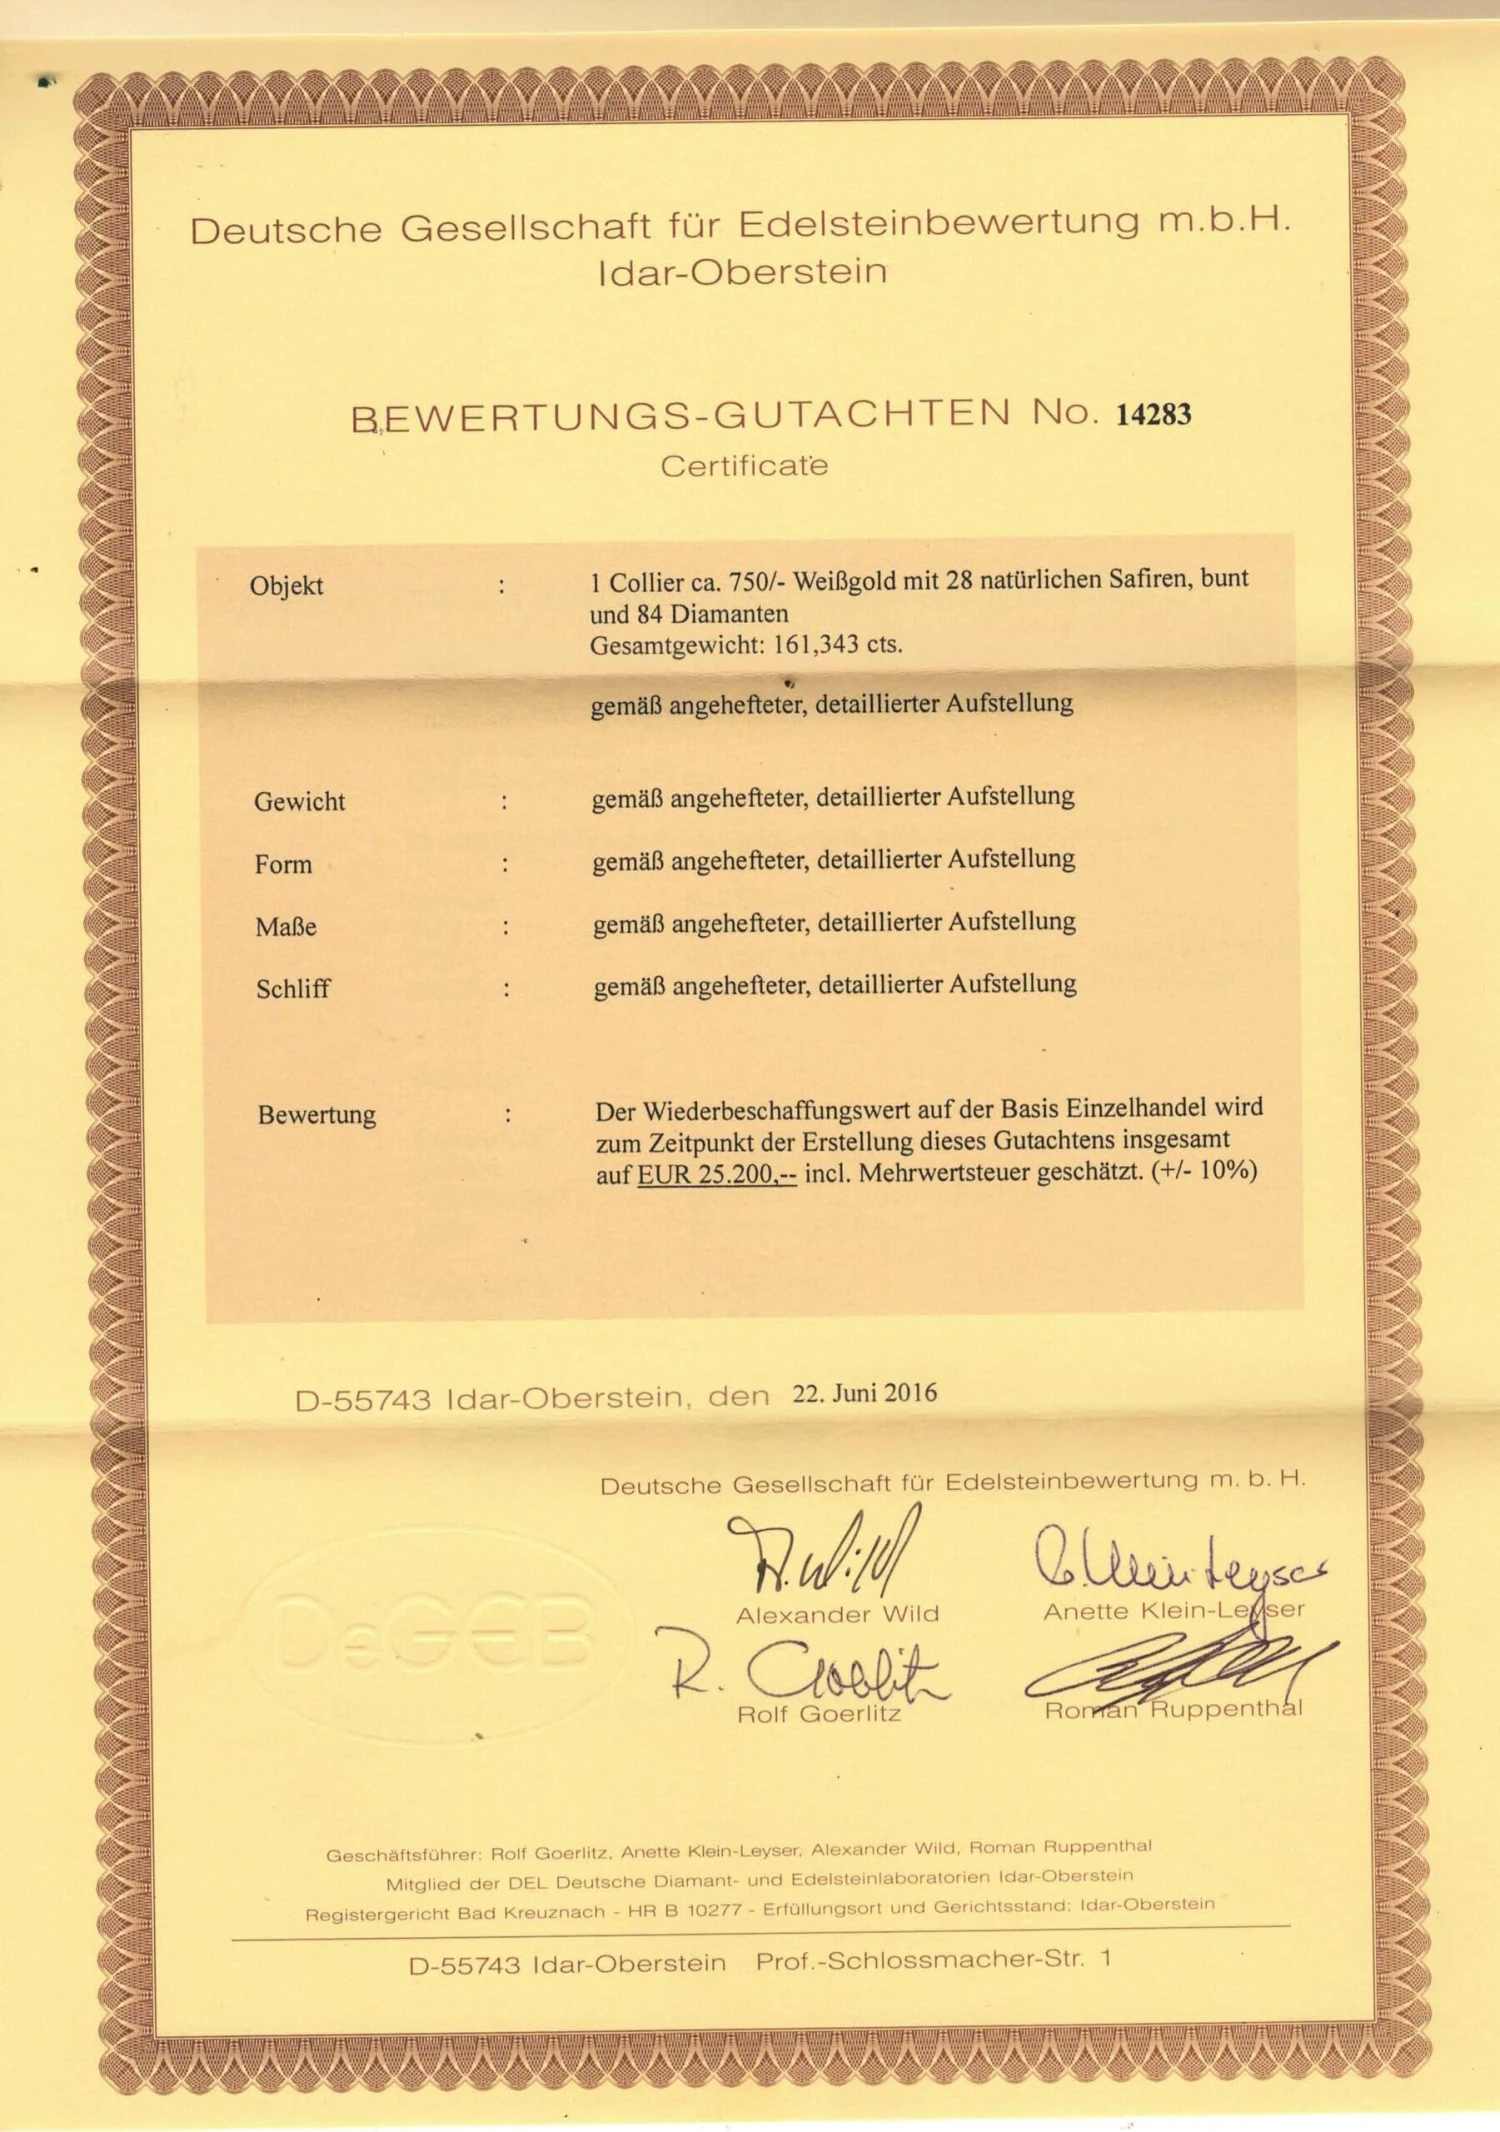 Deutsche Gesellschaft für Edelsteinbewertung m.b.H.
Idar-Oberstein
BEWERTUNGS-GUTACHTEN No. 14283
Certificate
Objekt : 1 Collier ca. 750/- Weißgold mit 28 natürlichen Safiren, bunt
und 84 Diamanten
Gesamtgewicht: 161,343 cts.
gemäß angehefteter, detaillierter Aufstellung
Gewicht : gemäß angehefteter, detaillierter Aufstellung
Form : gemäß angehefteter, detaillierter Aufstellung
Maße : gemäß angehefteter, detaillierter Aufstellung
Schliff : gemäß angehefteter, detaillierter Aufstellung
Bewertung : Der Wiederbeschaffungswert auf der Basis Einzelhandel wird
zum Zeitpunkt der Erstellung dieses Gutachtens insgesamt
auf EUR 25.200,-- incl. Mehrwertsteuer geschätzt. (+/- 10%)
D-55743 Idar-Oberstein, den 22. Juni 2016
Deutsche Gesellschaft für Edelsteinbewertung m. b. H.
DeGEB
A. Wild
Alexander Wild Anette Klein-Leyser
R. Goerlitz
Rolf Goerlitz Roman Ruppenthal
Geschäftsführer: Rolf Goerlitz, Anette Klein-Leyser, Alexander Wild, Roman Ruppenthal
Mitglied der DEL Deutsche Diamant- und Edelsteinlaboratorien Idar-Oberstein
Registergericht Bad Kreuznach - HR B 10277 - Erfüllungsort und Gerichtsstand: Idar-Oberstein
D-55743 Idar-Oberstein Prof.-Schlossmacher-Str. 1